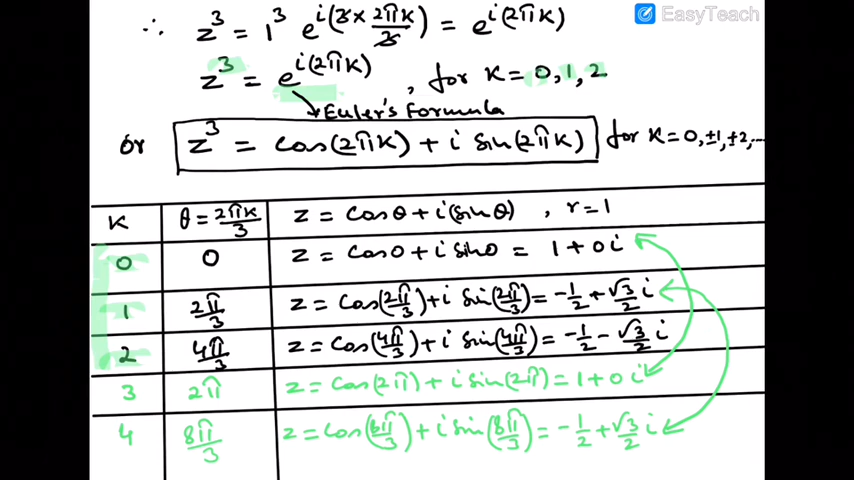 ∴ z³ = 1³ e^{i(3×2πk/3)} = e^{i(2πk)}
EasyTeach
z³ = e^{i(2πk)}, for k = 0, 1, 2
Euler's Formula
or z³ = cos(2πk) + i sin(2πk) for k = 0, ±1, ±2, ...
k θ = 2πk/3 z = cosθ + i(sinθ), r = 1
0 0 z = cos0 + i sin0 = 1 + 0i
1 2π/3 z = cos(2π/3) + i sin(2π/3) = -1/2 + √3/2 i
2 4π/3 z = cos(4π/3) + i sin(4π/3) = -1/2 - √3/2 i
3 2π z = cos(2π) + i sin(2π) = 1 + 0i
4 8π/3 z = cos(8π/3) + i sin(8π/3) = -1/2 + √3/2 i